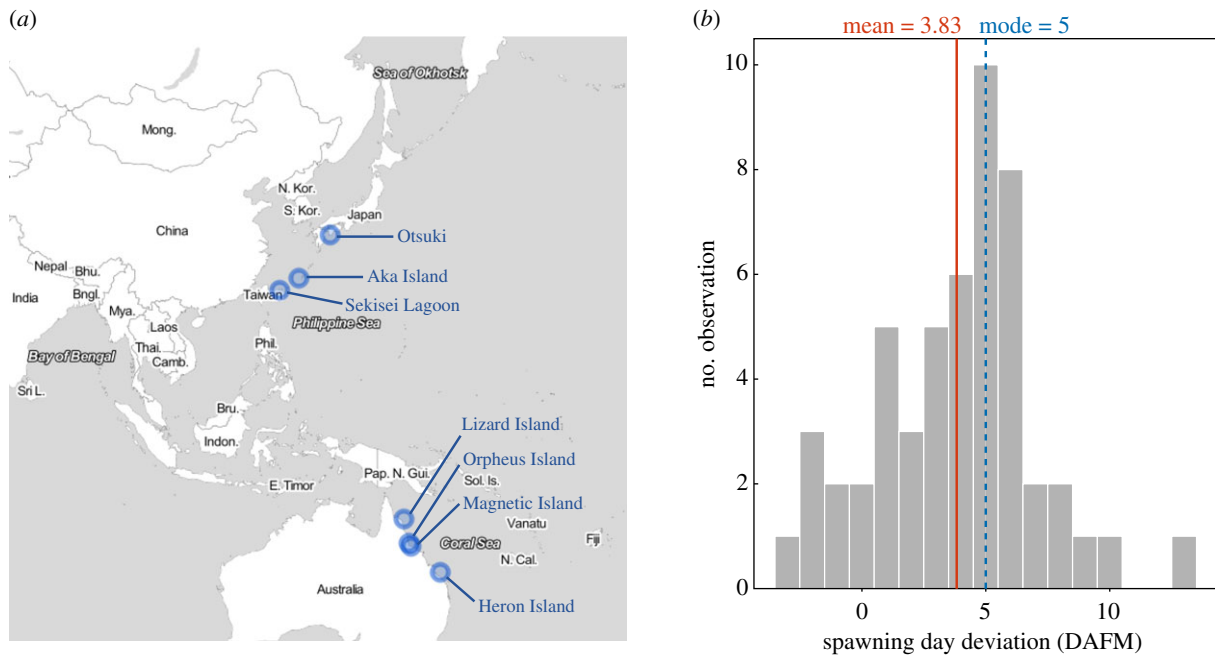 (a)
Sea of Okhotsk
Mong.
N. Kor.
S. Kor.
Japan
China
Otsuki
Nepal
Bhu.
Aka Island
India
Bngl.
Taiwan
Mya.
Sekisei Lagoon
Laos
Philippine Sea
Thai.
Phil.
Bay of Bengal
Camb.
Sri L.
Bru.
Lizard Island
Indon.
Orpheus Island
Pap. N. Gui.
Sol. Is.
E. Timor
Magnetic Island
Vanatu
Coral Sea
Fiji
N. Cal.
Australia
Heron Island
(b)
mean = 3.83 mode = 5
10
8
6
4
2
0
no. observation
0 5 10
spawning day deviation (DAFM)